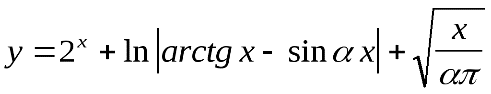 y = 2^x + ln |arctg x − sin α x| + √(x/(απ))